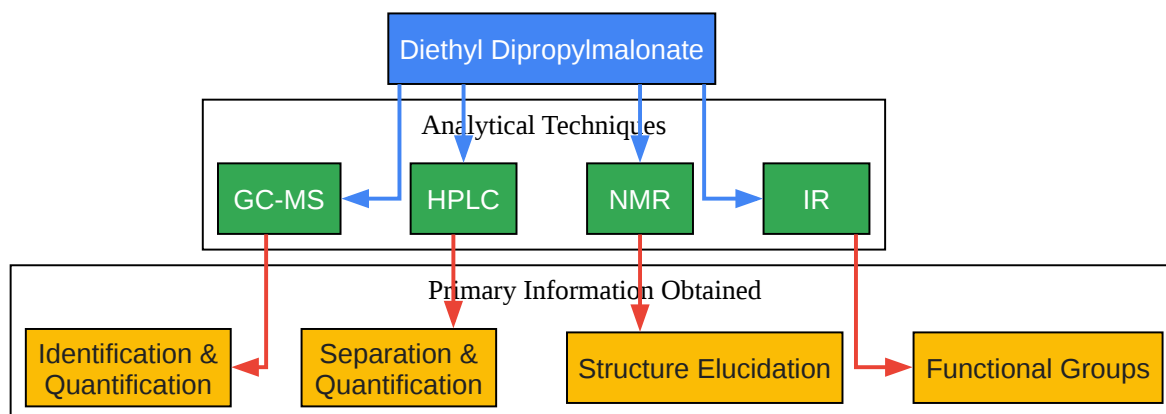 Diethyl Dipropylmalonate
Analytical Techniques
GC-MS
HPLC
NMR
IR
Primary Information Obtained
Identification &
Quantification
Separation &
Quantification
Structure Elucidation
Functional Groups